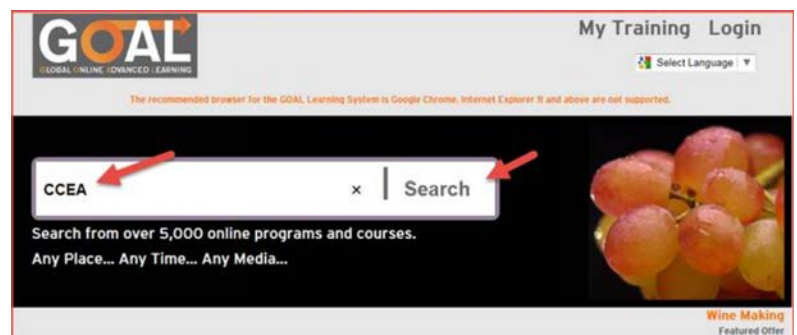 GOAL
GLOBAL ONLINE ADVANCED LEARNING
My Training Login
Select Language ▼
The recommended browser for the GOAL Learning System is Google Chrome, Internet Explorer 11 and above are not supported.
CCEA × | Search
Search from over 5,000 online programs and courses.
Any Place... Any Time... Any Media...
Wine Making
Featured Offer